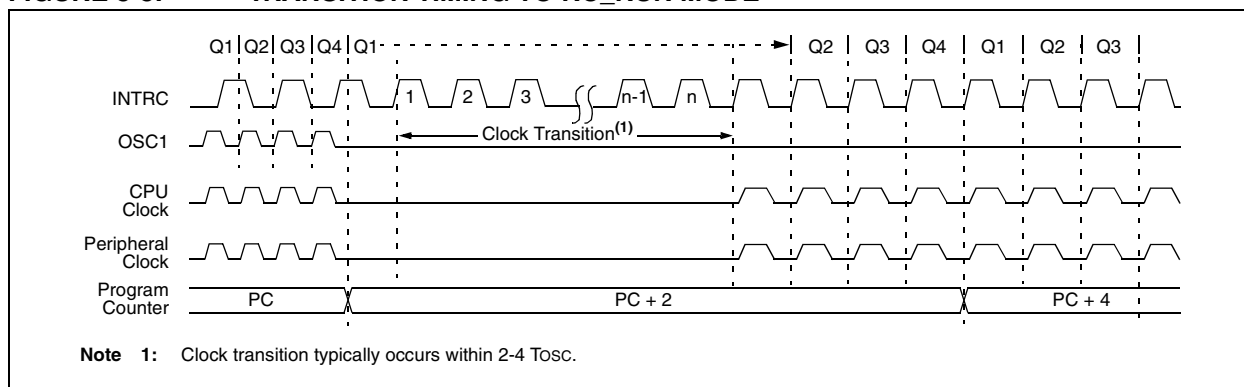 Q1 Q2 Q3 Q4 Q1 Q2 Q3 Q4 Q1 Q2 Q3
INTRC 1 2 3 n-1 n
Clock Transition(1)
OSC1
CPU
Clock
Peripheral
Clock
Program
Counter
PC PC + 2 PC + 4
Note 1: Clock transition typically occurs within 2-4 TOSC.